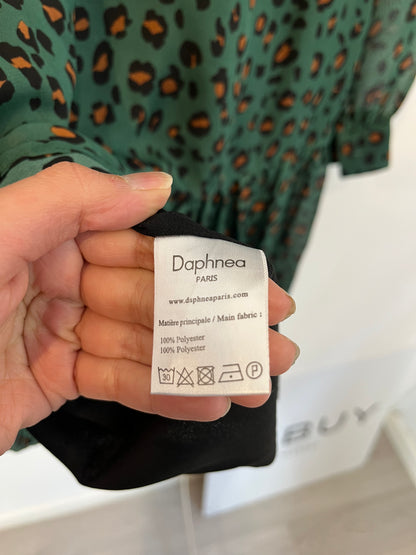 Daphnea
PARIS
www.daphneaparis.com
Matière principale / Main fabric :
100% Polyester
100% Polyester
30 P
BUY